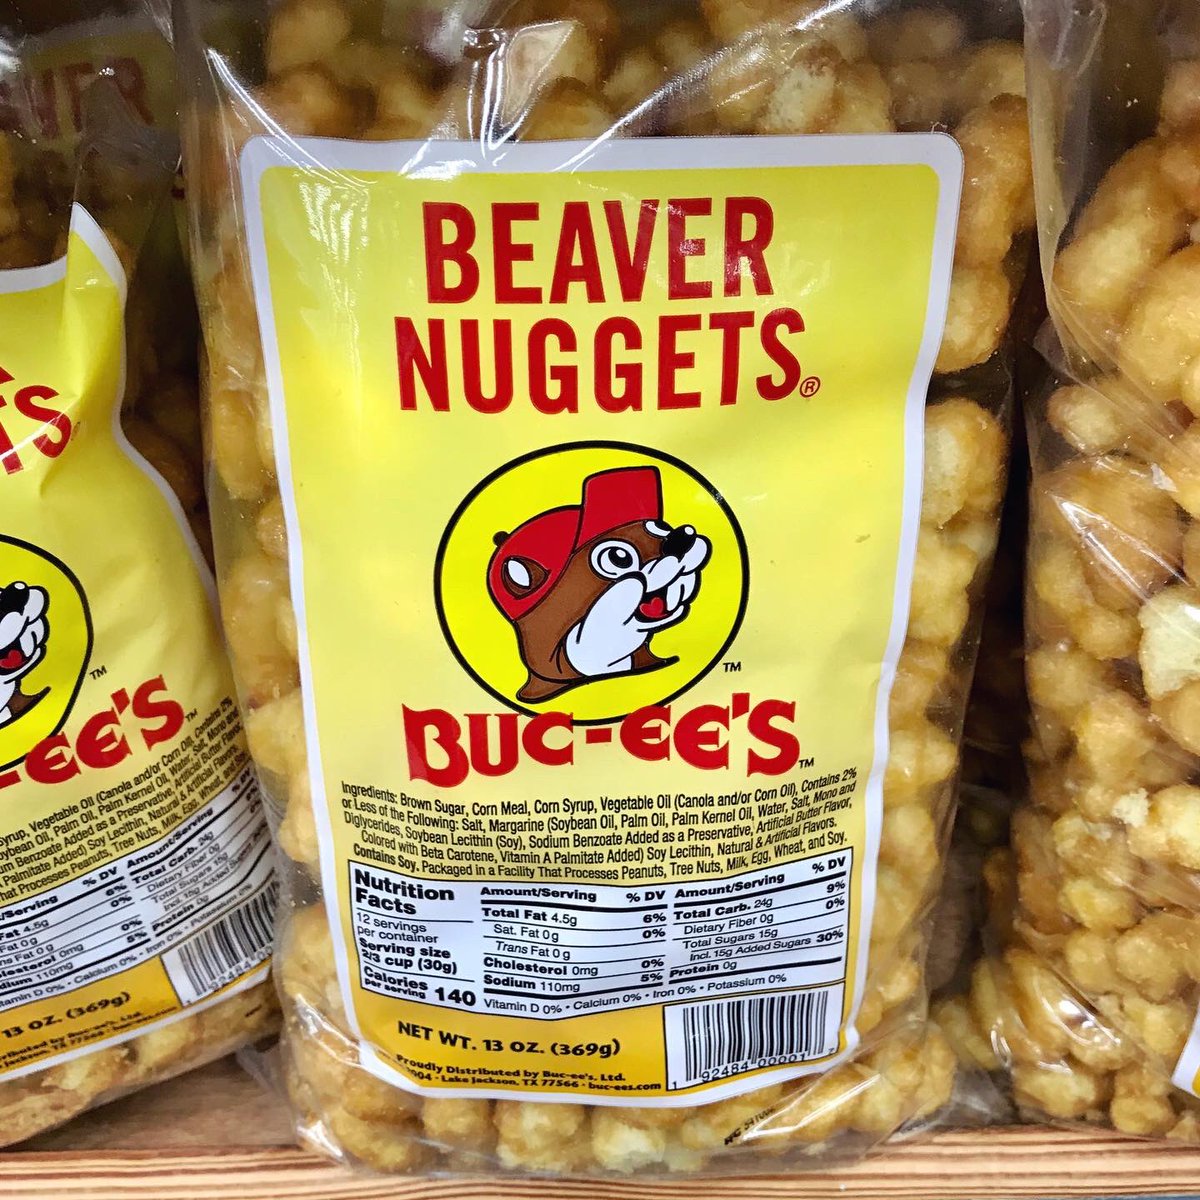 BEAVER
NUGGETS®
™
BUC-EE'S™
Ingredients: Brown Sugar, Corn Meal, Corn Syrup, Vegetable Oil (Canola and/or Corn Oil), Contains 2%
or Less of the Following: Salt, Margarine (Soybean Oil, Palm Oil, Palm Kernel Oil, Water, Salt, Mono and
Diglycerides, Soybean Lecithin (Soy), Sodium Benzoate Added as a Preservative, Artificial Butter Flavor,
Colored with Beta Carotene, Vitamin A Palmitate Added) Soy Lecithin, Natural & Artificial Flavors.
Contains Soy. Packaged in a Facility That Processes Peanuts, Tree Nuts, Milk, Egg, Wheat, and Soy.
Nutrition
Facts
12 servings
per container
Serving size
2/3 cup (30g)
Calories
per serving 140
Amount/Serving % DV
Total Fat 4.5g 6%
Sat. Fat 0g 0%
Trans Fat 0g
Cholesterol 0mg 0%
Sodium 110mg 5%
Amount/Serving % DV
Total Carb. 24g 9%
Dietary Fiber 0g 0%
Total Sugars 15g
Incl. 15g Added Sugars 30%
Protein 0g
Vitamin D 0% • Calcium 0% • Iron 0% • Potassium 0%
NET WT. 13 OZ. (369g)
Proudly Distributed by Buc-ee's, Ltd.
Lake Jackson, TX 77566 • buc-ees.com
1 92484 00001 7
TS
™
-EE'S™
13 OZ. (369g)